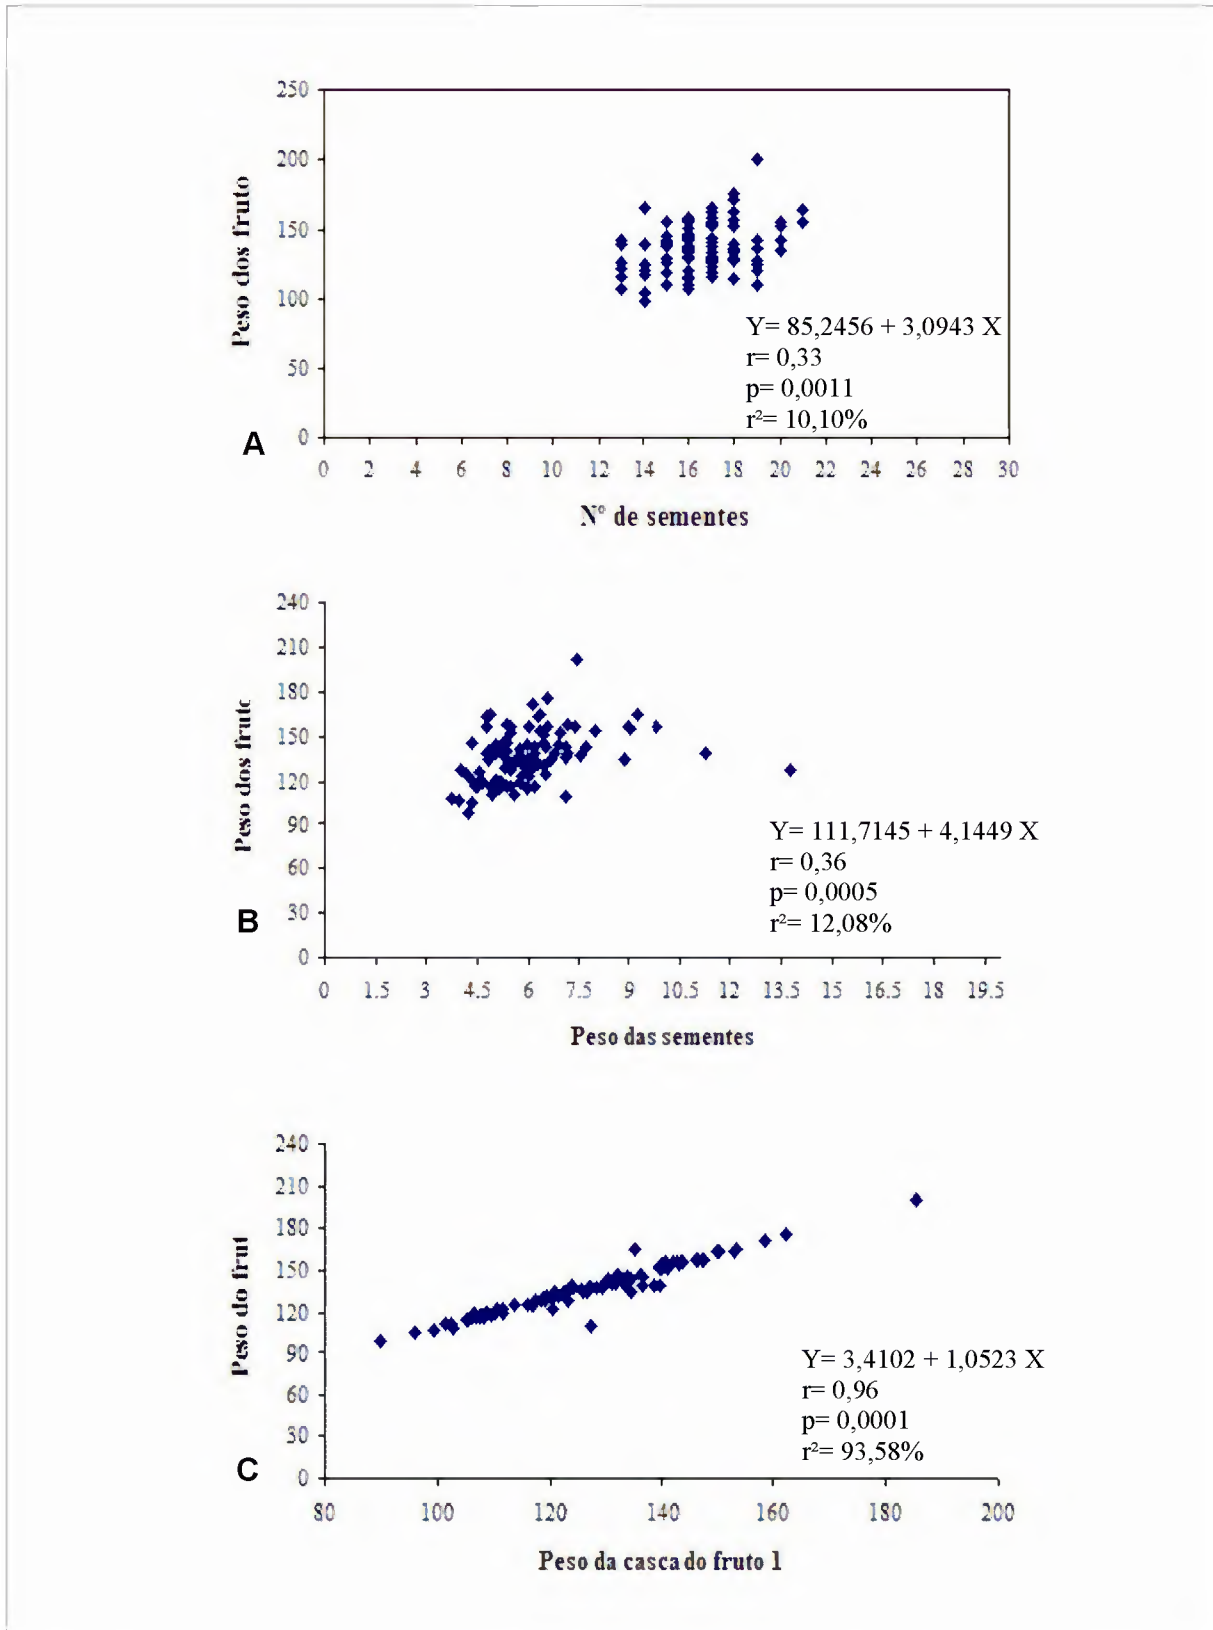 250
200
150
100
50
0
Peso dos fruto
A
0 2 4 6 8 10 12 14 16 18 20 22 24 26 28 30
Nº de sementes
Y= 85,2456 + 3,0943 X
r= 0,33
p= 0,0011
r²= 10,10%
240
210
180
150
120
90
60
30
0
Peso dos frutc
B
0 1.5 3 4.5 6 7.5 9 10.5 12 13.5 15 16.5 18 19.5
Peso das sementes
Y= 111,7145 + 4,1449 X
r= 0,36
p= 0,0005
r²= 12,08%
240
210
180
150
120
90
60
30
0
Peso do frut
C
80 100 120 140 160 180 200
Peso da casca do fruto 1
Y= 3,4102 + 1,0523 X
r= 0,96
p= 0,0001
r²= 93,58%